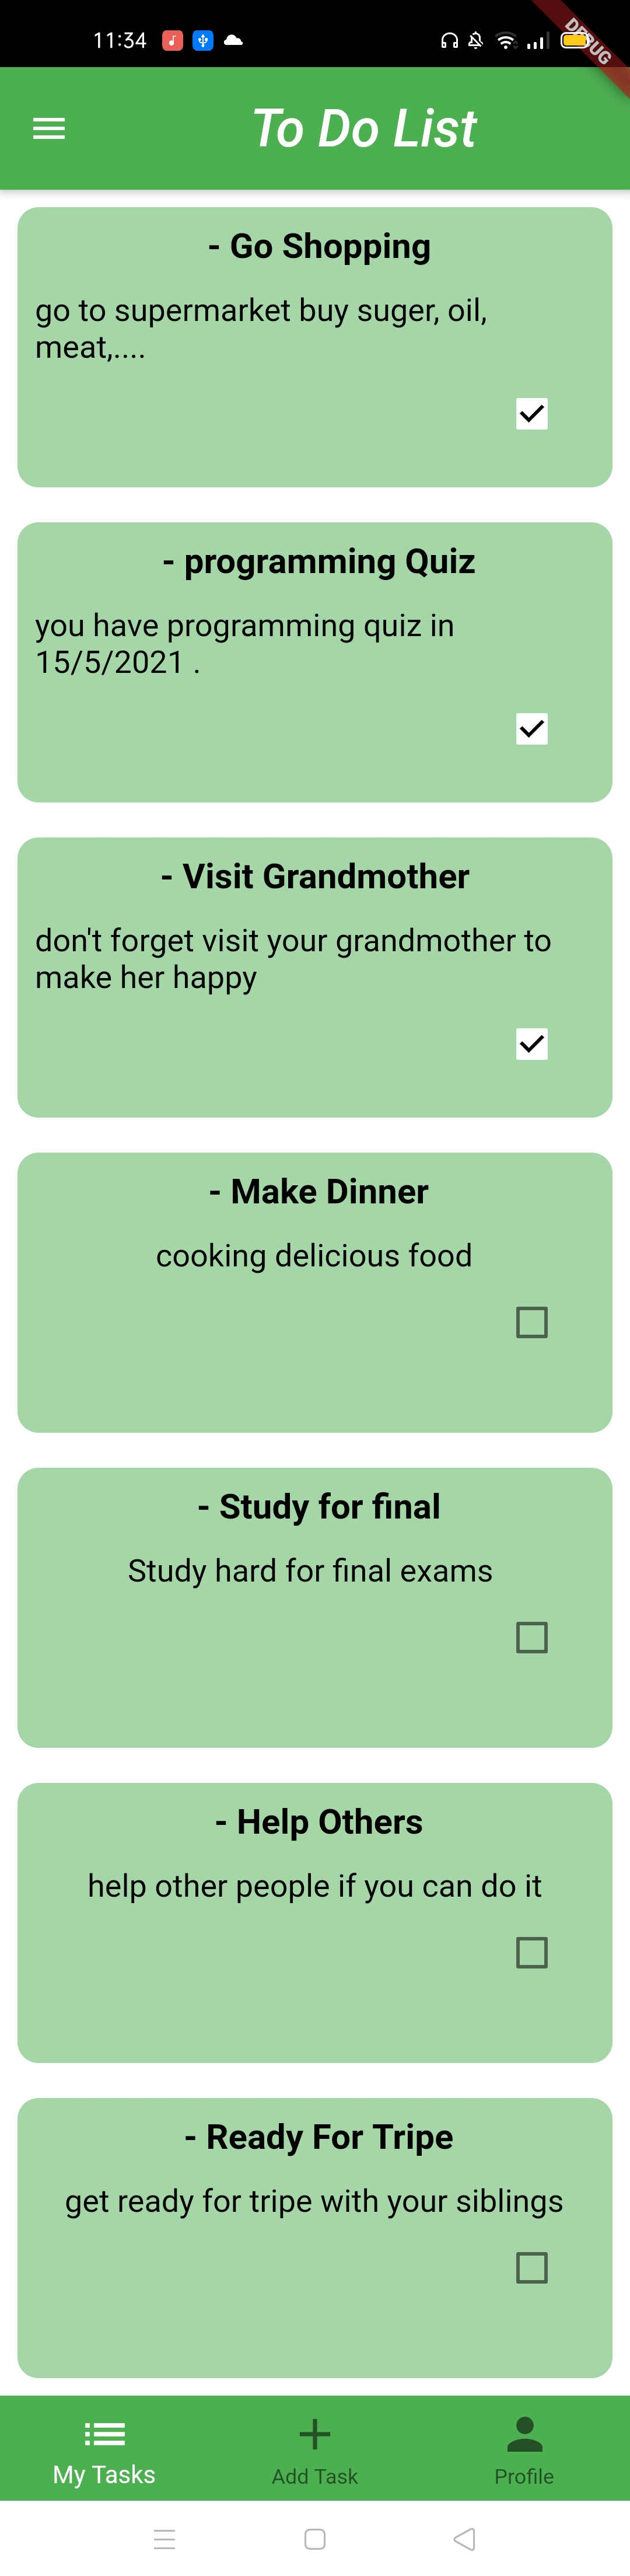 11:34
DEBUG
To Do List
- Go Shopping
go to supermarket buy suger, oil,
meat,....
- programming Quiz
you have programming quiz in
15/5/2021 .
- Visit Grandmother
don't forget visit your grandmother to
make her happy
- Make Dinner
cooking delicious food
- Study for final
Study hard for final exams
- Help Others
help other people if you can do it
- Ready For Tripe
get ready for tripe with your siblings
My Tasks
Add Task
Profile